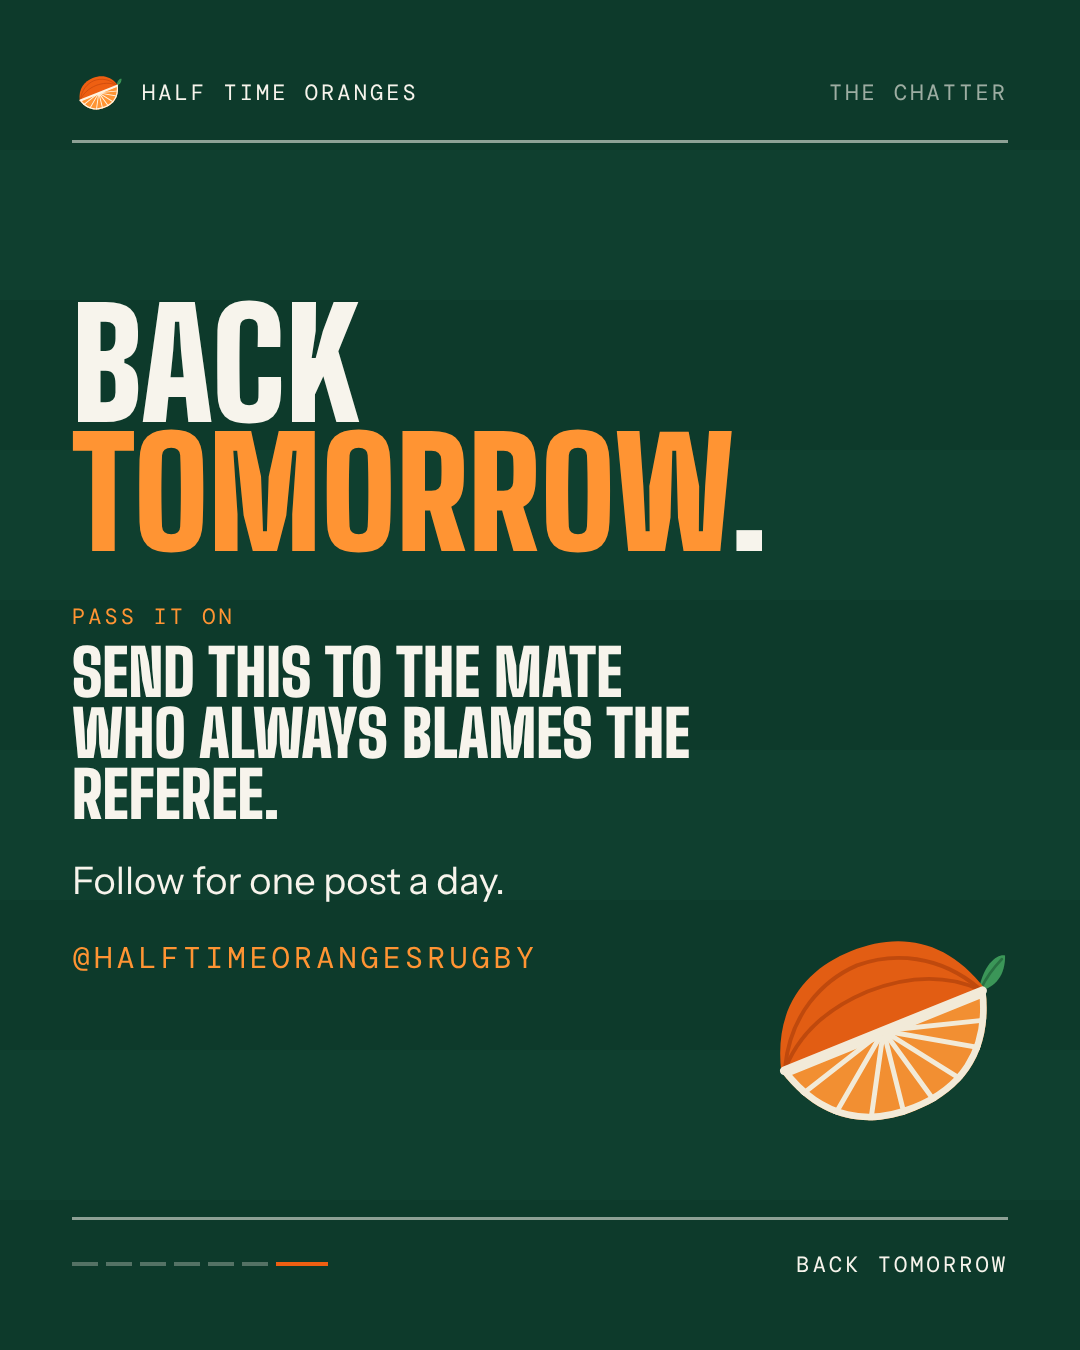 HALF TIME ORANGES
THE CHATTER
BACK
TOMORROW.
PASS IT ON
SEND THIS TO THE MATE
WHO ALWAYS BLAMES THE
REFEREE.
Follow for one post a day.
@HALFTIMEORANGESRUGBY
BACK TOMORROW